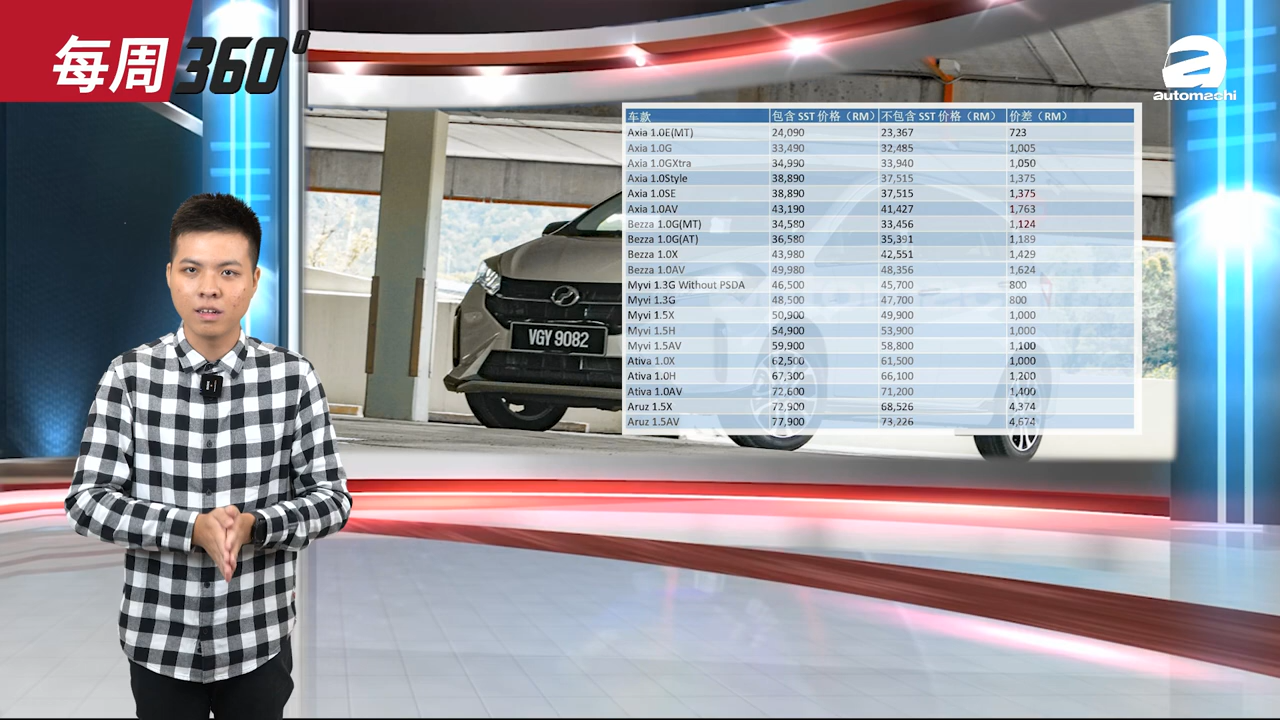 每周360°
automachi
车款 包含 SST 价格（RM） 不包含 SST 价格（RM） 价差（RM）
Axia 1.0E(MT) 24,090 23,367 723
Axia 1.0G 33,490 32,485 1,005
Axia 1.0GXtra 34,990 33,940 1,050
Axia 1.0Style 38,890 37,515 1,375
Axia 1.0SE 38,890 37,515 1,375
Axia 1.0AV 43,190 41,427 1,763
Bezza 1.0G(MT) 34,580 33,456 1,124
Bezza 1.0G(AT) 36,580 35,391 1,189
Bezza 1.0X 43,980 42,551 1,429
Bezza 1.0AV 49,980 48,356 1,624
Myvi 1.3G Without PSDA 46,500 45,700 800
Myvi 1.3G 48,500 47,700 800
Myvi 1.5X 50,900 49,900 1,000
Myvi 1.5H 54,900 53,900 1,000
Myvi 1.5AV 59,900 58,800 1,100
Ativa 1.0X 62,500 61,500 1,000
Ativa 1.0H 67,300 66,100 1,200
Ativa 1.0AV 72,600 71,200 1,400
Aruz 1.5X 72,900 68,526 4,374
Aruz 1.5AV 77,900 73,226 4,674
VGY 9082